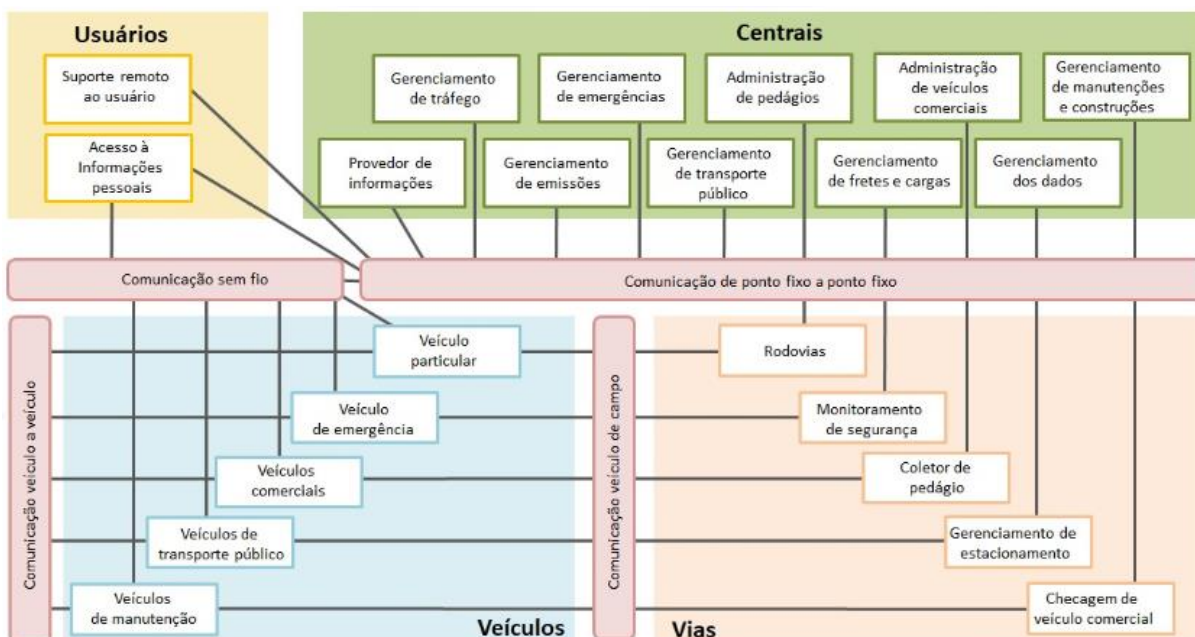 Usuários
Suporte remoto
ao usuário
Acesso à
Informações
pessoais
Centrais
Gerenciamento
de tráfego
Gerenciamento
de emergências
Administração
de pedágios
Administração
de veículos
comerciais
Gerenciamento
de manutenções
e construções
Provedor de
informações
Gerenciamento
de emissões
Gerenciamento
de transporte
público
Gerenciamento
de fretes e cargas
Gerenciamento
dos dados
Comunicação sem fio
Comunicação de ponto fixo a ponto fixo
Comunicação veículo a veículo
Veículo
particular
Veículo
de emergência
Veículos
comerciais
Veículos de
transporte público
Veículos
de manutenção
Veículos
Comunicação veículo de campo
Rodovias
Monitoramento
de segurança
Coletor de
pedágio
Gerenciamento de
estacionamento
Checagem de
veículo comercial
Vias